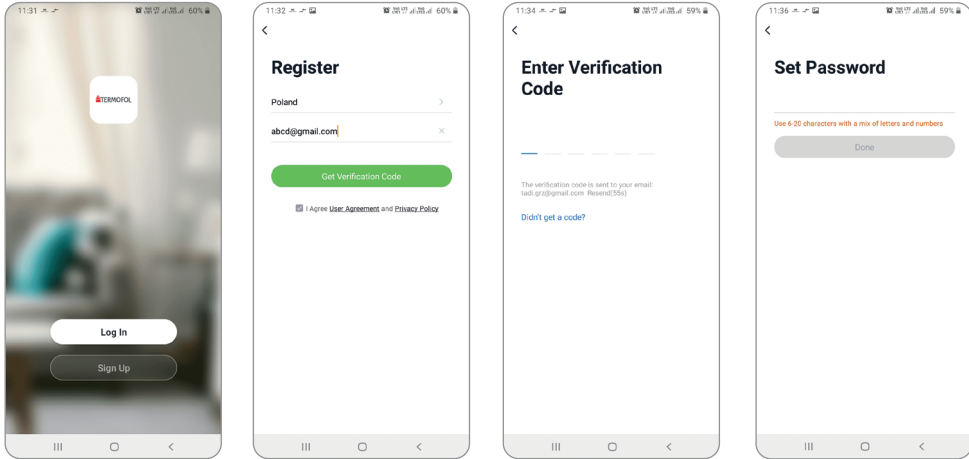 11:31
60%
TERMOFOL
Log In
Sign Up
11:32
60%
Register
Poland
abcd@gmail.com
Get Verification Code
I Agree User Agreement and Privacy Policy
11:34
59%
Enter Verification
Code
The verification code is sent to your email:
tadi.grz@gmail.com Resend(55s)
Didn't get a code?
11:36
59%
Set Password
Use 6-20 characters with a mix of letters and numbers
Done